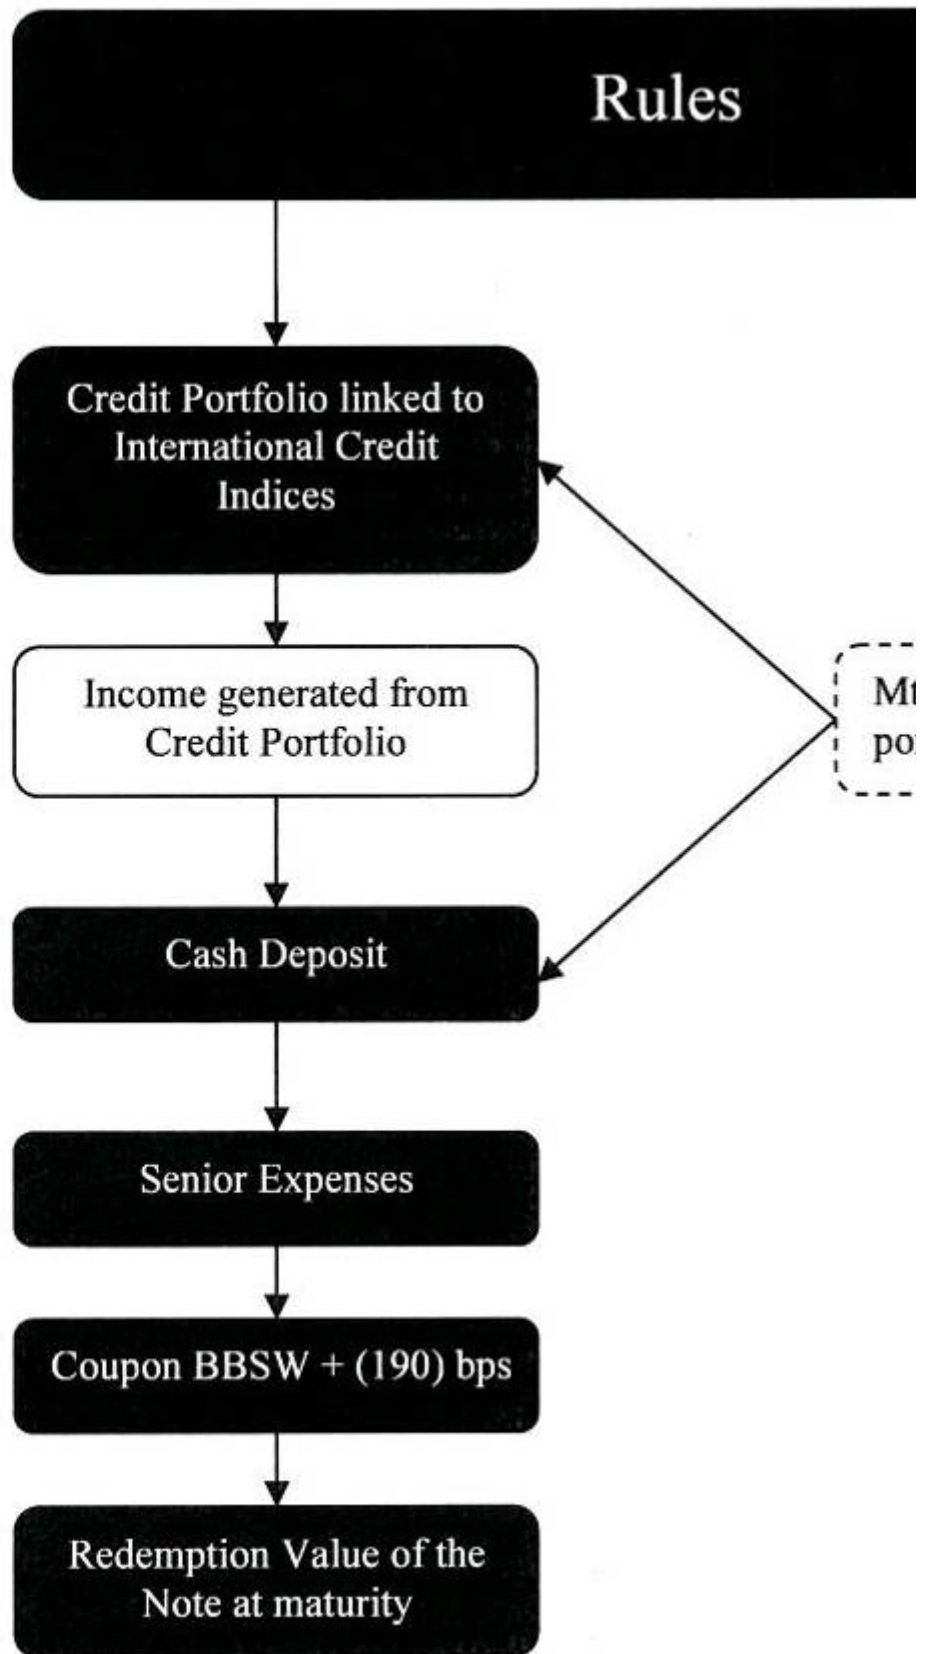 Rules
Credit Portfolio linked to
International Credit
Indices
Income generated from
Credit Portfolio
Cash Deposit
Senior Expenses
Coupon BBSW + (190) bps
Redemption Value of the
Note at maturity